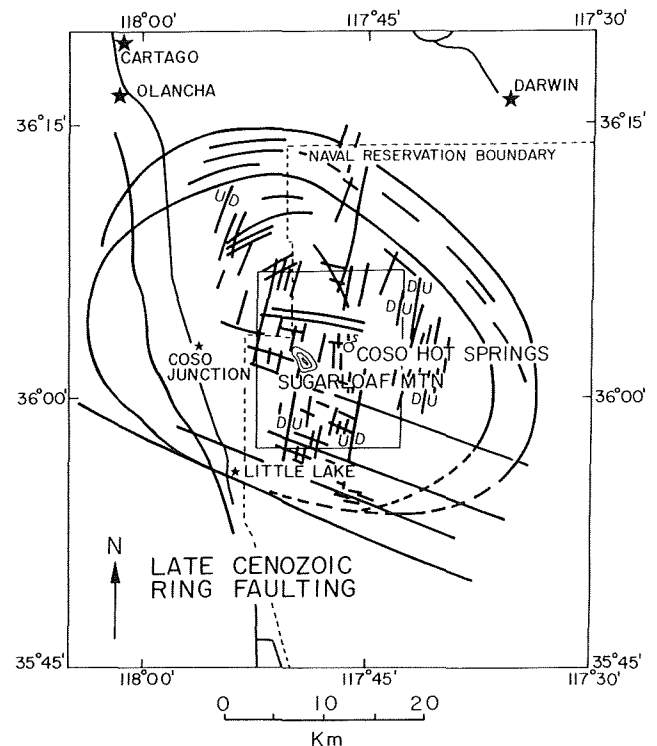 118°00'
117°45'
117°30'
CARTAGO
OLANCHA
DARWIN
36°15'
36°15'
NAVAL RESERVATION BOUNDARY
U D
D U
D U
COSO HOT SPRINGS
COSO
JUNCTION
SUGARLOAF MTN
36°00'
36°00'
D U
D U
U D
LITTLE LAKE
N
LATE CENOZOIC
RING FAULTING
35°45'
35°45'
118°00'
117°45'
117°30'
0 10 20
Km